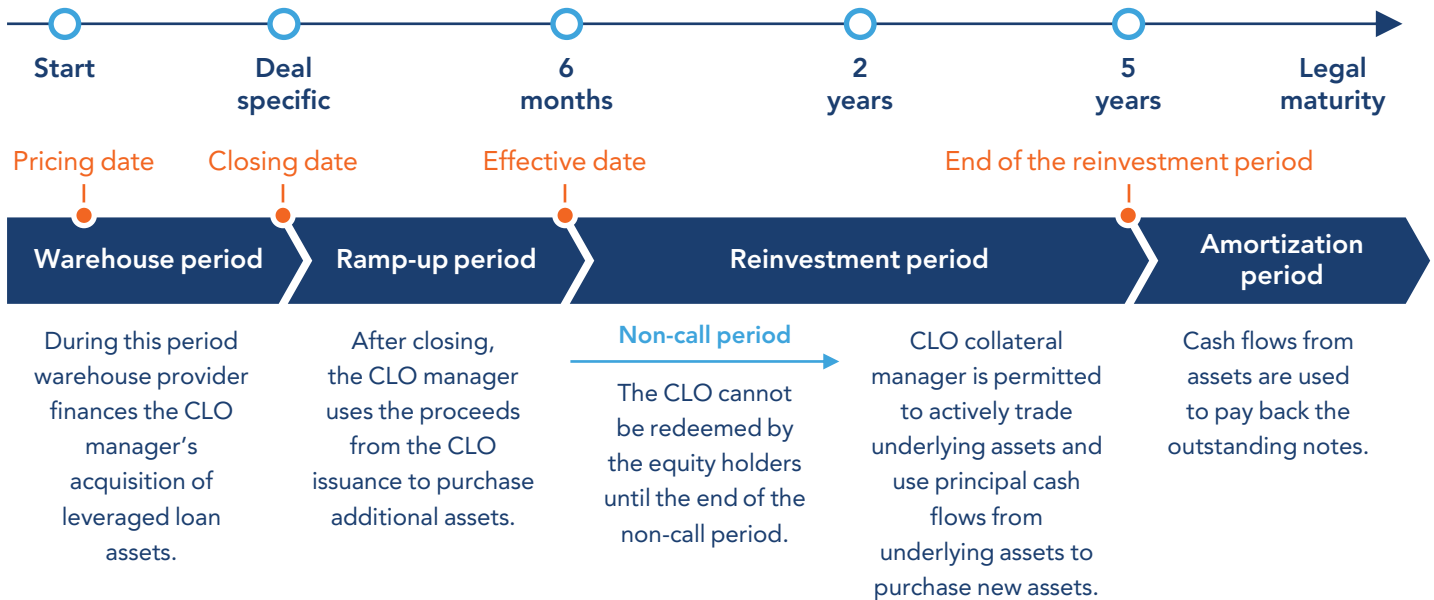 Start
Deal
specific
6
months
2
years
5
years
Legal
maturity
Pricing date
Closing date
Effective date
End of the reinvestment period
Warehouse period
Ramp-up period
Reinvestment period
Amortization
period
During this period
warehouse provider
finances the CLO
manager's
acquisition of
leveraged loan
assets.
After closing,
the CLO manager
uses the proceeds
from the CLO
issuance to purchase
additional assets.
Non-call period
The CLO cannot
be redeemed by
the equity holders
until the end of the
non-call period.
CLO collateral
manager is permitted
to actively trade
underlying assets and
use principal cash
flows from
underlying assets to
purchase new assets.
Cash flows from
assets are used
to pay back the
outstanding notes.